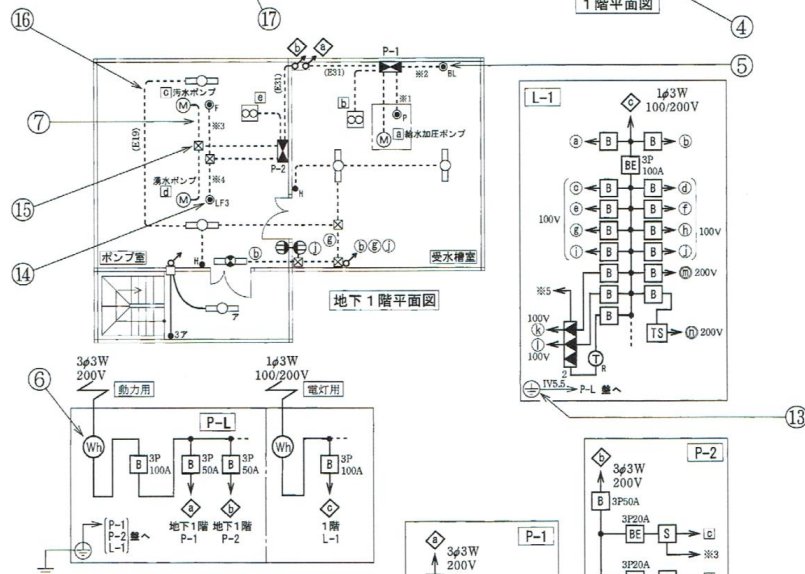 1階平面図
⑯
⑰
④
ⓑ ⓐ
P-1
(E31)
※2
BL
⑤
(E31)
ⓒ汚水ポンプ
M
F
e
b
※1
P
⑦
※3
(E19)
M
a 給水加圧ポンプ
P-2
湧水ポンプ
※4
H
d
M
LF3
⑮
⑭
ⓖ
ポンプ室
H
ⓑ
ⓙ
ⓑ ⓖ ⓙ
受水槽室
ア
3ア
地下1階平面図
L-1
1φ3W
100/200V
ⓒ
ⓐ B B ⓑ
BE 3P
100A
ⓒ B B ⓓ
ⓔ B B ⓕ
100V
ⓖ B B ⓗ
100V
ⓘ B B ⓙ
B B ⓜ 200V
※5
B B
100V
ⓚ
B
TS ⓝ 200V
ⓛ
100V
T R
2
IV5.5 P-L 盤へ
⑬
3φ3W
200V
動力用
1φ3W
100/200V
電灯用
⑥
P-L
Wh
B 3P
100A
B 3P
50A
B 3P
50A
Wh
B 3P
100A
ⓐ ⓑ ⓒ
P-1
P-2
L-1
盤へ
地下1階
P-1
地下1階
P-2
1階
L-1
P-1
ⓐ
3φ3W
200V
P-2
ⓑ
3φ3W
200V
B 3P50A
3P20A
BE S c
※3
3P20A